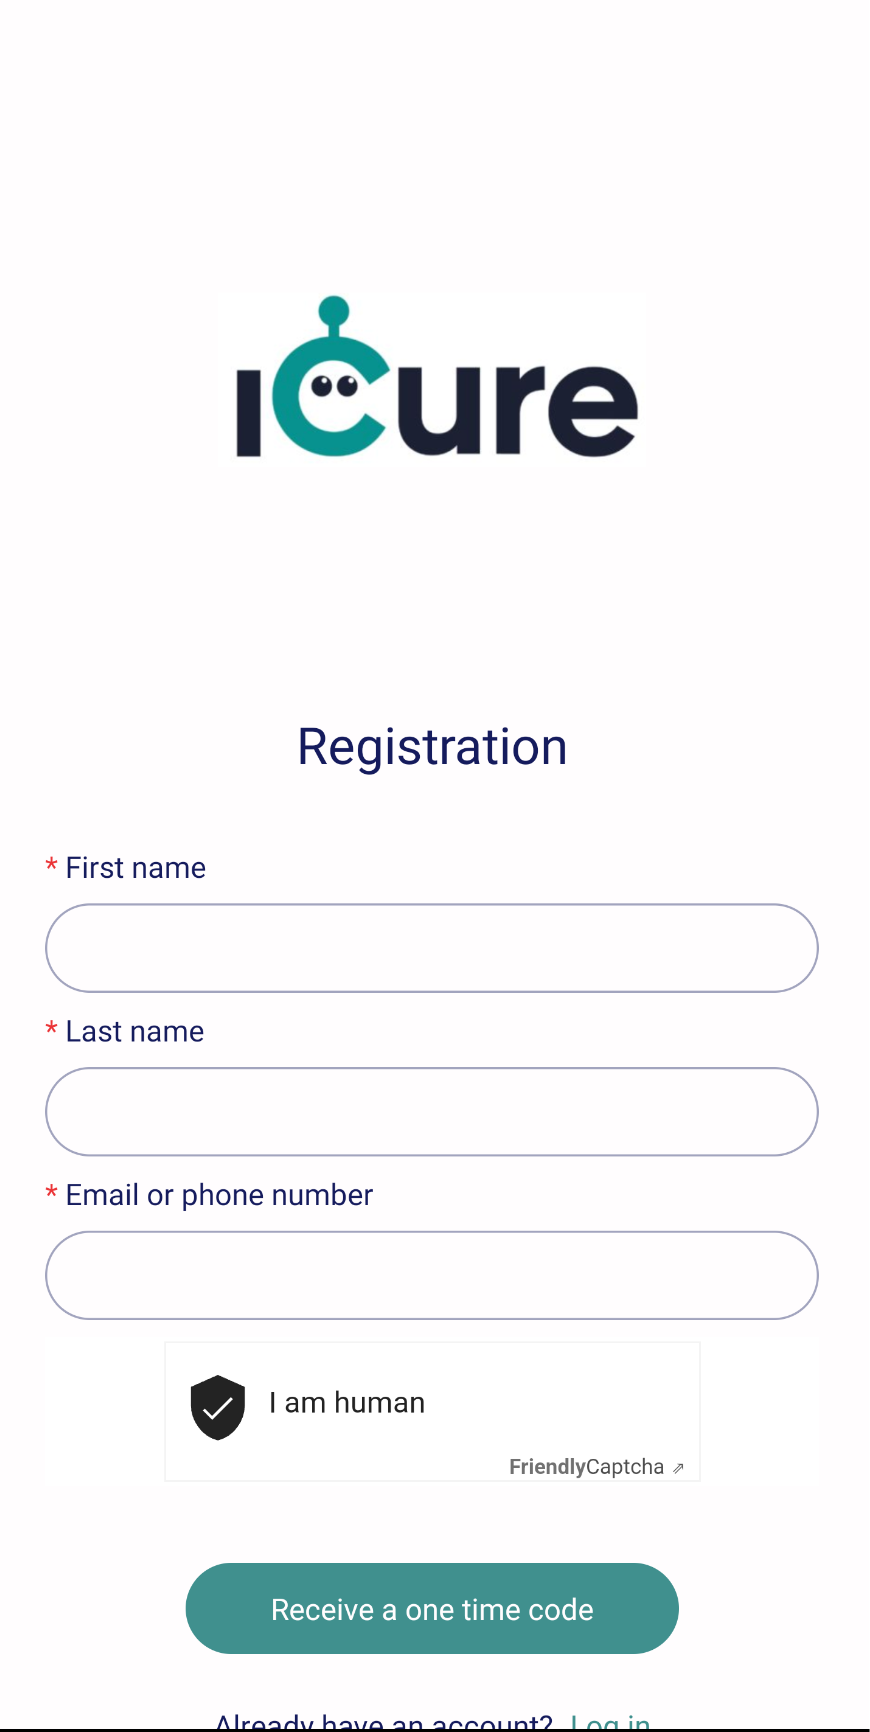 ıCure
Registration
* First name
* Last name
* Email or phone number
I am human
FriendlyCaptcha ⇗
Receive a one time code
Already have an account? Log in